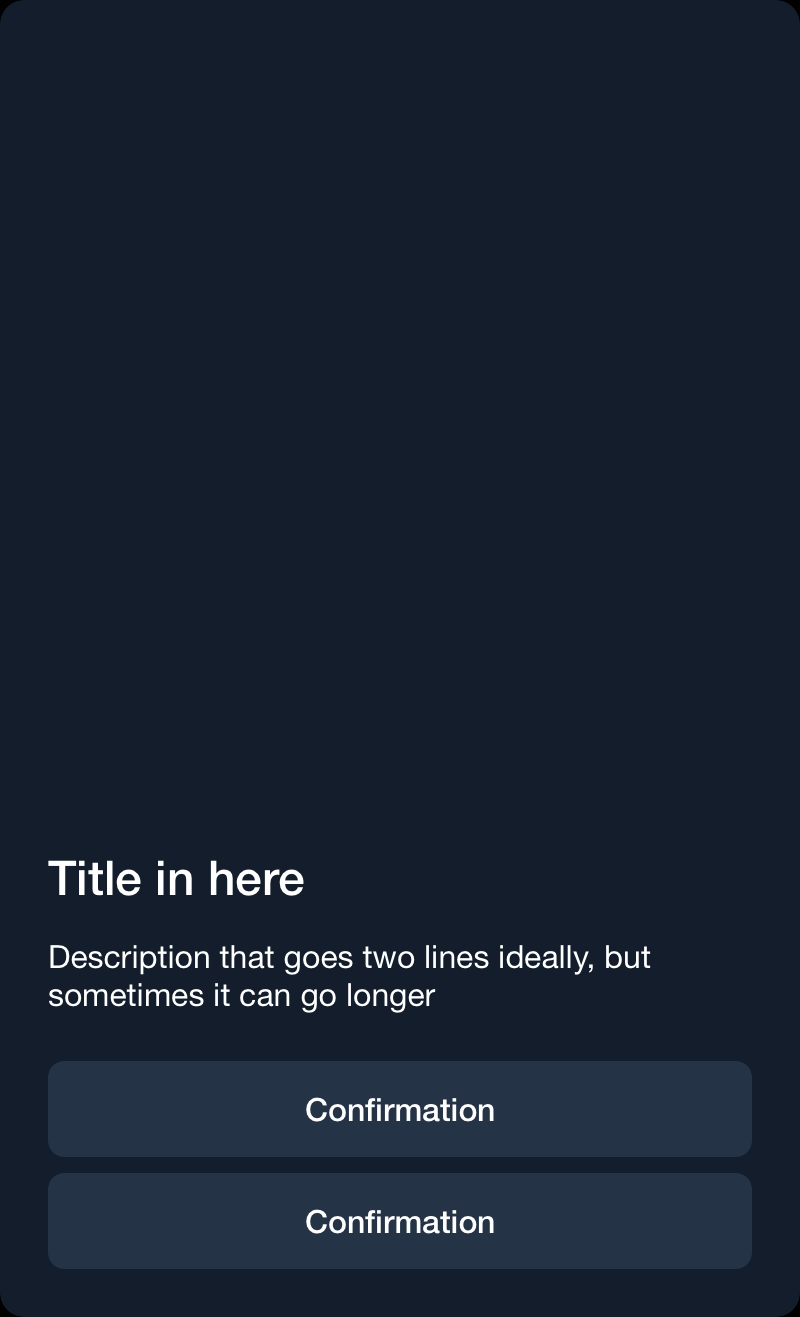 Title in here
Description that goes two lines ideally, but
sometimes it can go longer
Confirmation
Confirmation